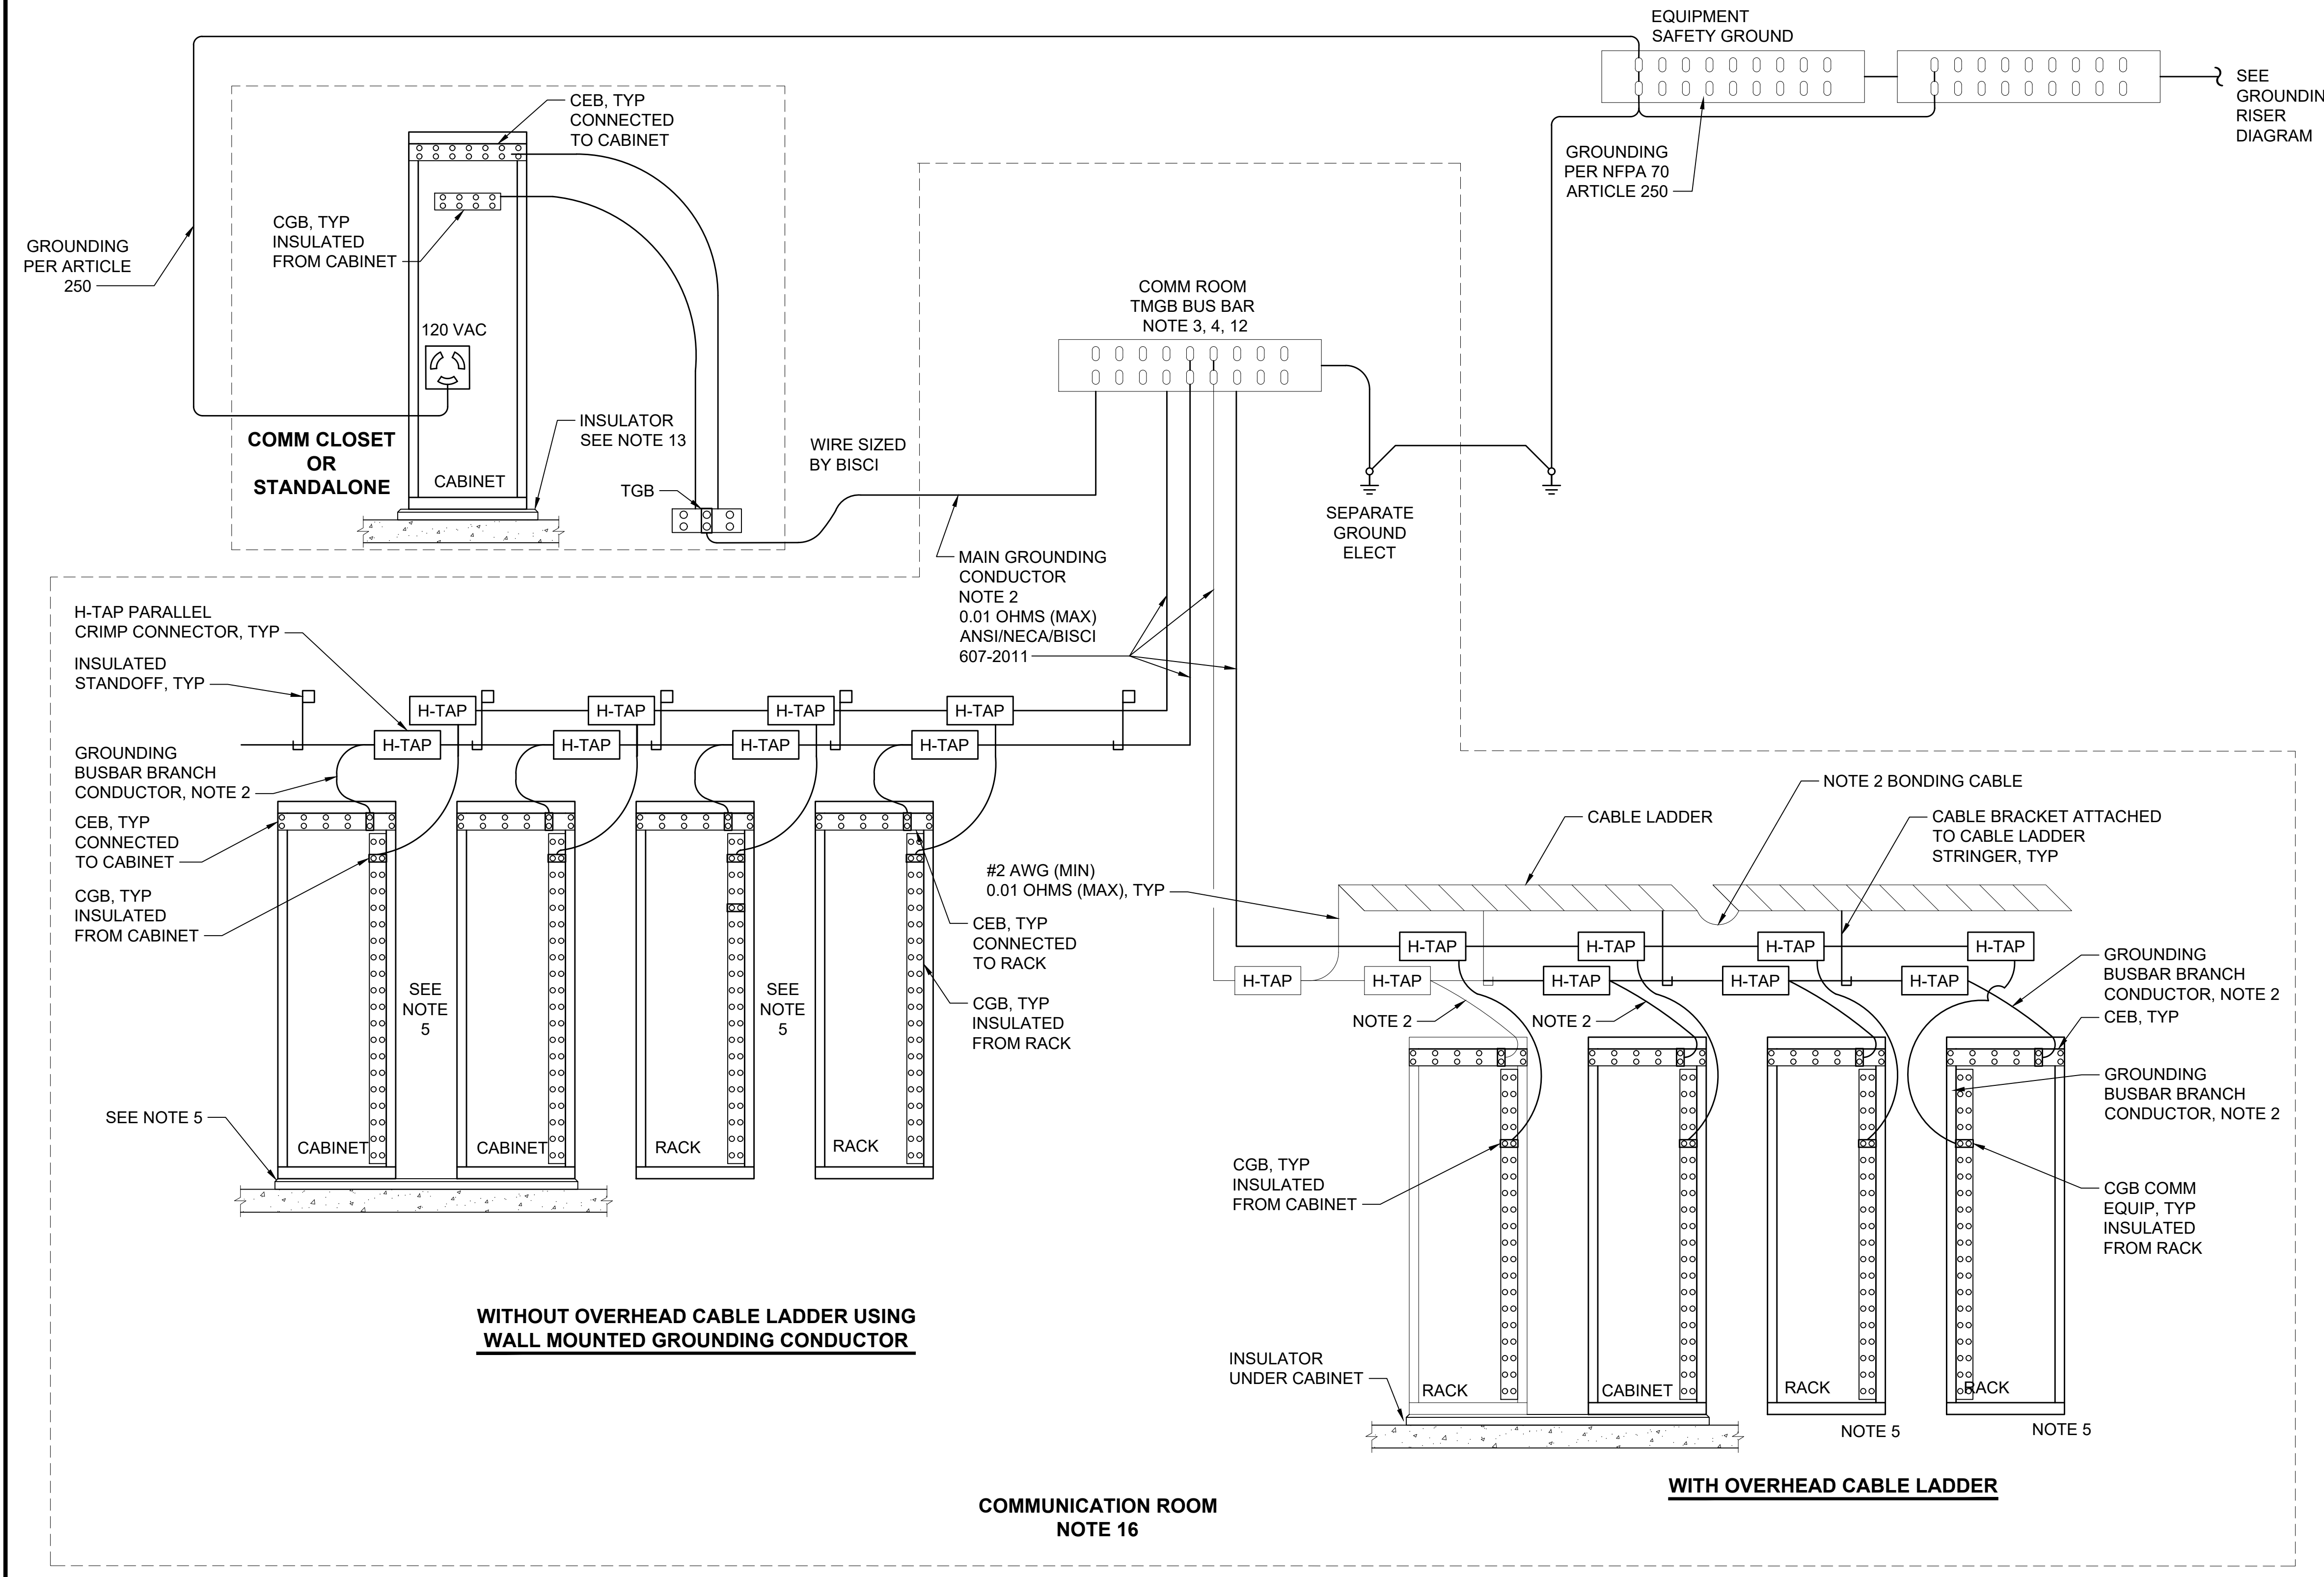 EQUIPMENT
SAFETY GROUND
SEE
GROUNDIN
RISER
DIAGRAM
GROUNDING
PER NFPA 70
ARTICLE 250
CEB, TYP
CONNECTED
TO CABINET
CGB, TYP
INSULATED
FROM CABINET
GROUNDING
PER ARTICLE
250
120 VAC
INSULATOR
SEE NOTE 13
COMM CLOSET
OR
STANDALONE
CABINET
TGB
WIRE SIZED
BY BISCI
COMM ROOM
TMGB BUS BAR
NOTE 3, 4, 12
SEPARATE
GROUND
ELECT
MAIN GROUNDING
CONDUCTOR
NOTE 2
0.01 OHMS (MAX)
ANSI/NECA/BISCI
607-2011
H-TAP PARALLEL
CRIMP CONNECTOR, TYP
INSULATED
STANDOFF, TYP
H-TAP
H-TAP
H-TAP
H-TAP
H-TAP
H-TAP
H-TAP
H-TAP
GROUNDING
BUSBAR BRANCH
CONDUCTOR, NOTE 2
CEB, TYP
CONNECTED
TO CABINET
CGB, TYP
INSULATED
FROM CABINET
SEE
NOTE
5
SEE
NOTE
5
CEB, TYP
CONNECTED
TO RACK
CGB, TYP
INSULATED
FROM RACK
SEE NOTE 5
CABINET
CABINET
RACK
RACK
WITHOUT OVERHEAD CABLE LADDER USING
WALL MOUNTED GROUNDING CONDUCTOR
NOTE 2 BONDING CABLE
CABLE LADDER
CABLE BRACKET ATTACHED
TO CABLE LADDER
STRINGER, TYP
#2 AWG (MIN)
0.01 OHMS (MAX), TYP
H-TAP
H-TAP
H-TAP
H-TAP
H-TAP
H-TAP
H-TAP
H-TAP
H-TAP
GROUNDING
BUSBAR BRANCH
CONDUCTOR, NOTE 2
CEB, TYP
NOTE 2
NOTE 2
GROUNDING
BUSBAR BRANCH
CONDUCTOR, NOTE 2
CGB, TYP
INSULATED
FROM CABINET
CGB COMM
EQUIP, TYP
INSULATED
FROM RACK
INSULATOR
UNDER CABINET
RACK
CABINET
RACK
RACK
NOTE 5
NOTE 5
WITH OVERHEAD CABLE LADDER
COMMUNICATION ROOM
NOTE 16